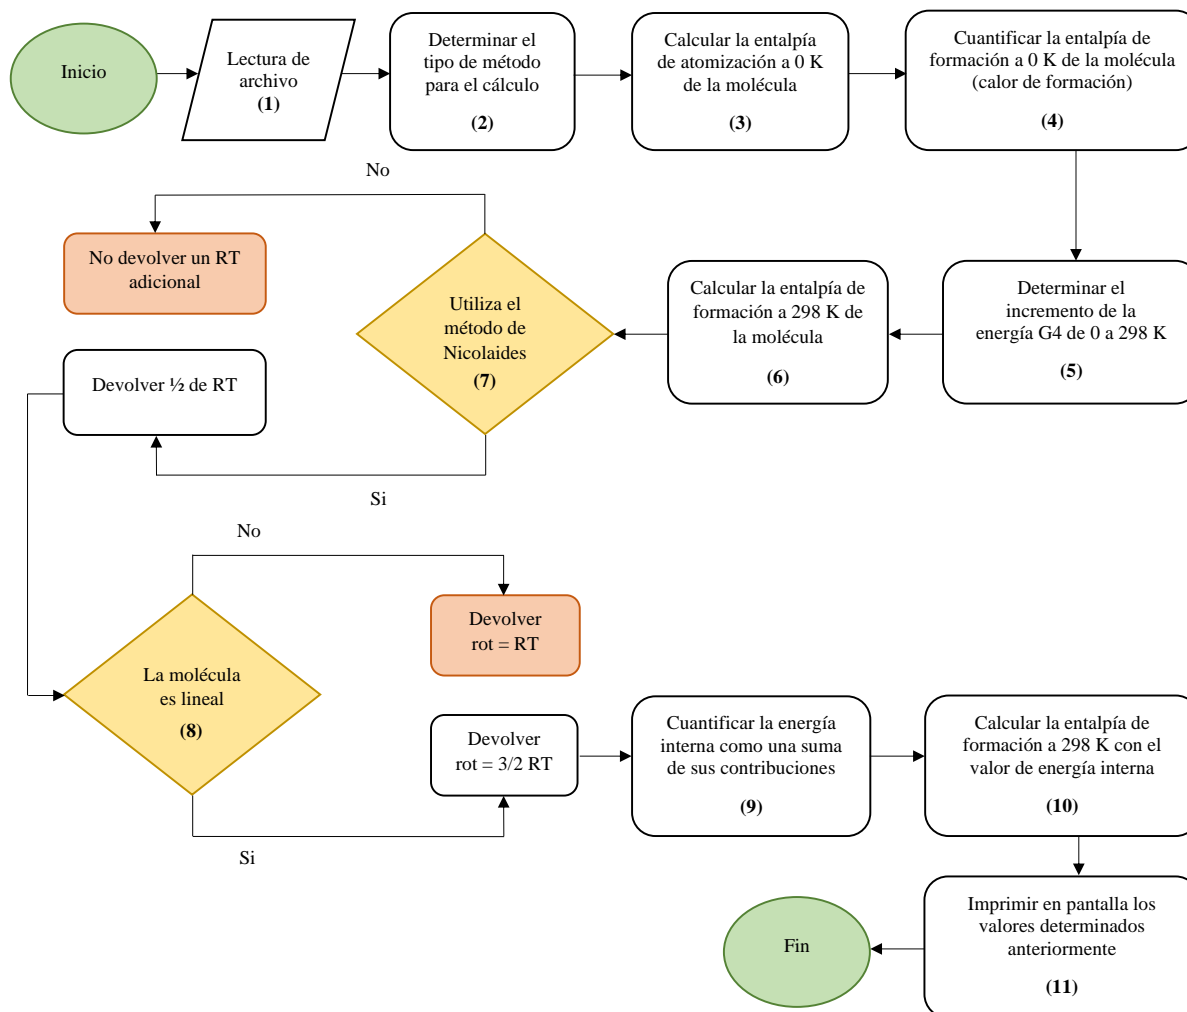 Inicio
Lectura de
archivo
(1)
Determinar el
tipo de método
para el cálculo
(2)
Calcular la entalpía
de atomización a 0 K
de la molécula
(3)
Cuantificar la entalpía de
formación a 0 K de la molécula
(calor de formación)
(4)
Determinar el
incremento de la
energía G4 de 0 a 298 K
(5)
Calcular la entalpía de
formación a 298 K de
la molécula
(6)
Utiliza el
método de
Nicolaides
(7)
No
No devolver un RT
adicional
Si
Devolver ½ de RT
La molécula
es lineal
(8)
No
Devolver
rot = RT
Si
Devolver
rot = 3/2 RT
Cuantificar la energía
interna como una suma
de sus contribuciones
(9)
Calcular la entalpía de
formación a 298 K con el
valor de energía interna
(10)
Imprimir en pantalla los
valores determinados
anteriormente
(11)
Fin